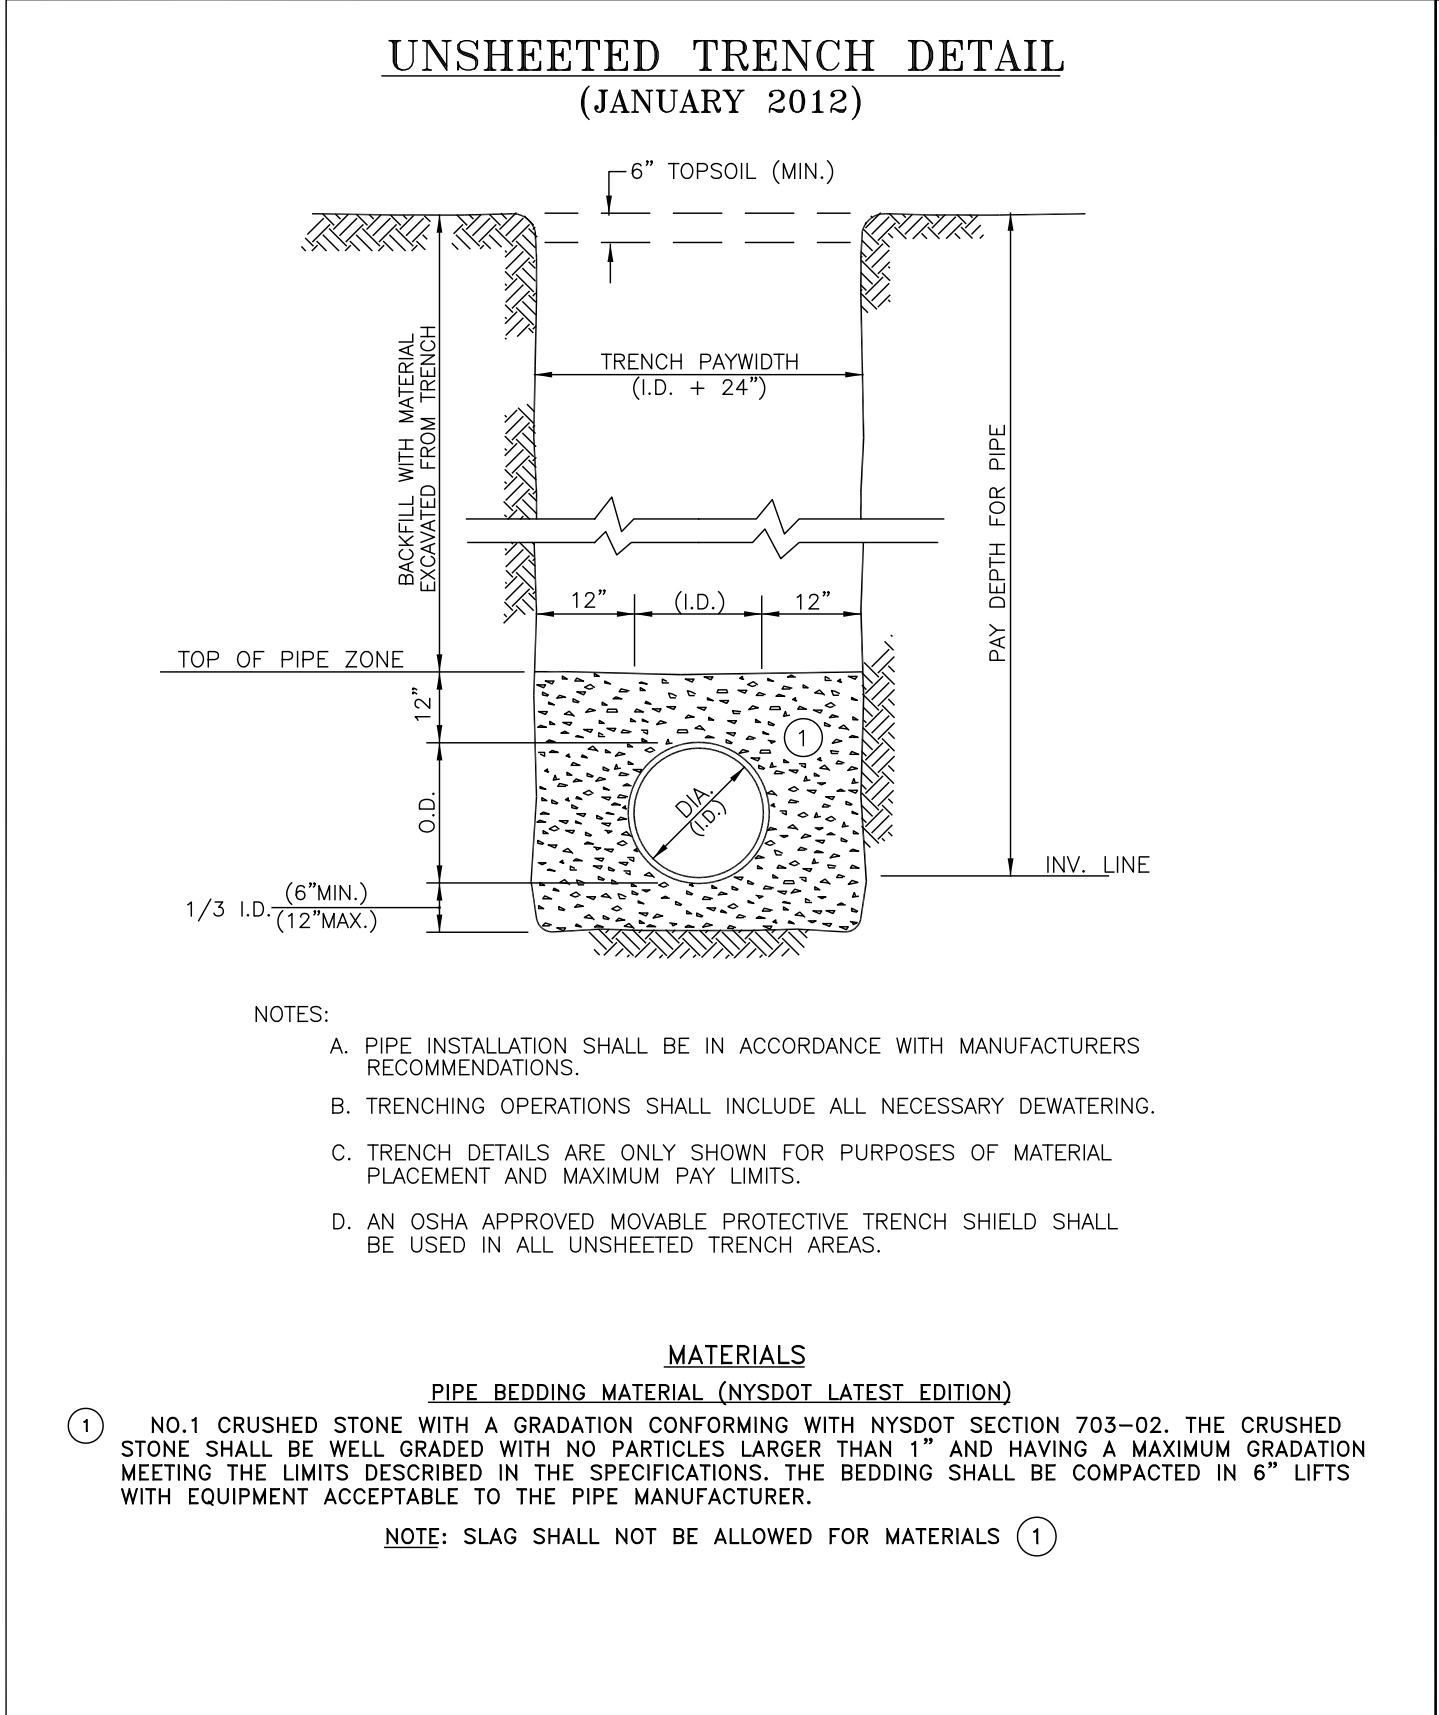 UNSHEETED TRENCH DETAIL
(JANUARY 2012)
6” TOPSOIL (MIN.)
BACKFILL WITH MATERIAL
EXCAVATED FROM TRENCH
TRENCH PAYWIDTH
(I.D. + 24”)
PAY DEPTH FOR PIPE
12”
(I.D.)
12”
TOP OF PIPE ZONE
12”
1
O.D.
DIA.
(I.D.)
INV. LINE
1/3 I.D.
(6”MIN.)
(12”MAX.)
NOTES:
A. PIPE INSTALLATION SHALL BE IN ACCORDANCE WITH MANUFACTURERS
RECOMMENDATIONS.
B. TRENCHING OPERATIONS SHALL INCLUDE ALL NECESSARY DEWATERING.
C. TRENCH DETAILS ARE ONLY SHOWN FOR PURPOSES OF MATERIAL
PLACEMENT AND MAXIMUM PAY LIMITS.
D. AN OSHA APPROVED MOVABLE PROTECTIVE TRENCH SHIELD SHALL
BE USED IN ALL UNSHEETED TRENCH AREAS.
MATERIALS
PIPE BEDDING MATERIAL (NYSDOT LATEST EDITION)
1 NO.1 CRUSHED STONE WITH A GRADATION CONFORMING WITH NYSDOT SECTION 703-02. THE CRUSHED
STONE SHALL BE WELL GRADED WITH NO PARTICLES LARGER THAN 1” AND HAVING A MAXIMUM GRADATION
MEETING THE LIMITS DESCRIBED IN THE SPECIFICATIONS. THE BEDDING SHALL BE COMPACTED IN 6” LIFTS
WITH EQUIPMENT ACCEPTABLE TO THE PIPE MANUFACTURER.
NOTE: SLAG SHALL NOT BE ALLOWED FOR MATERIALS 1